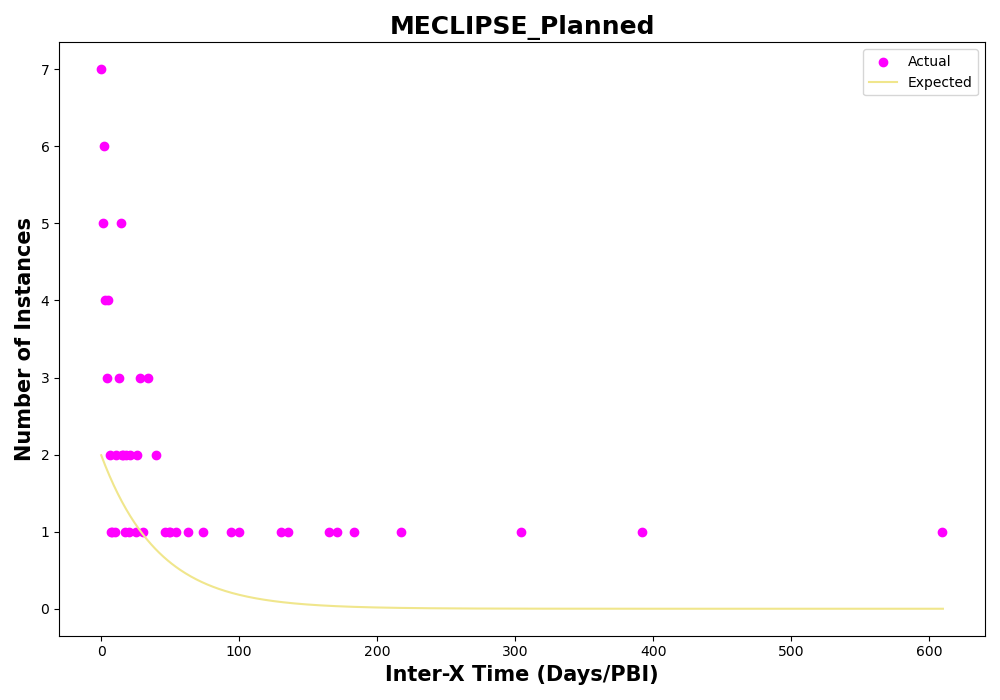 MECLIPSE_Planned
Actual
Expected
Number of Instances
7
6
5
4
3
2
1
0
0 100 200 300 400 500 600
Inter-X Time (Days/PBI)